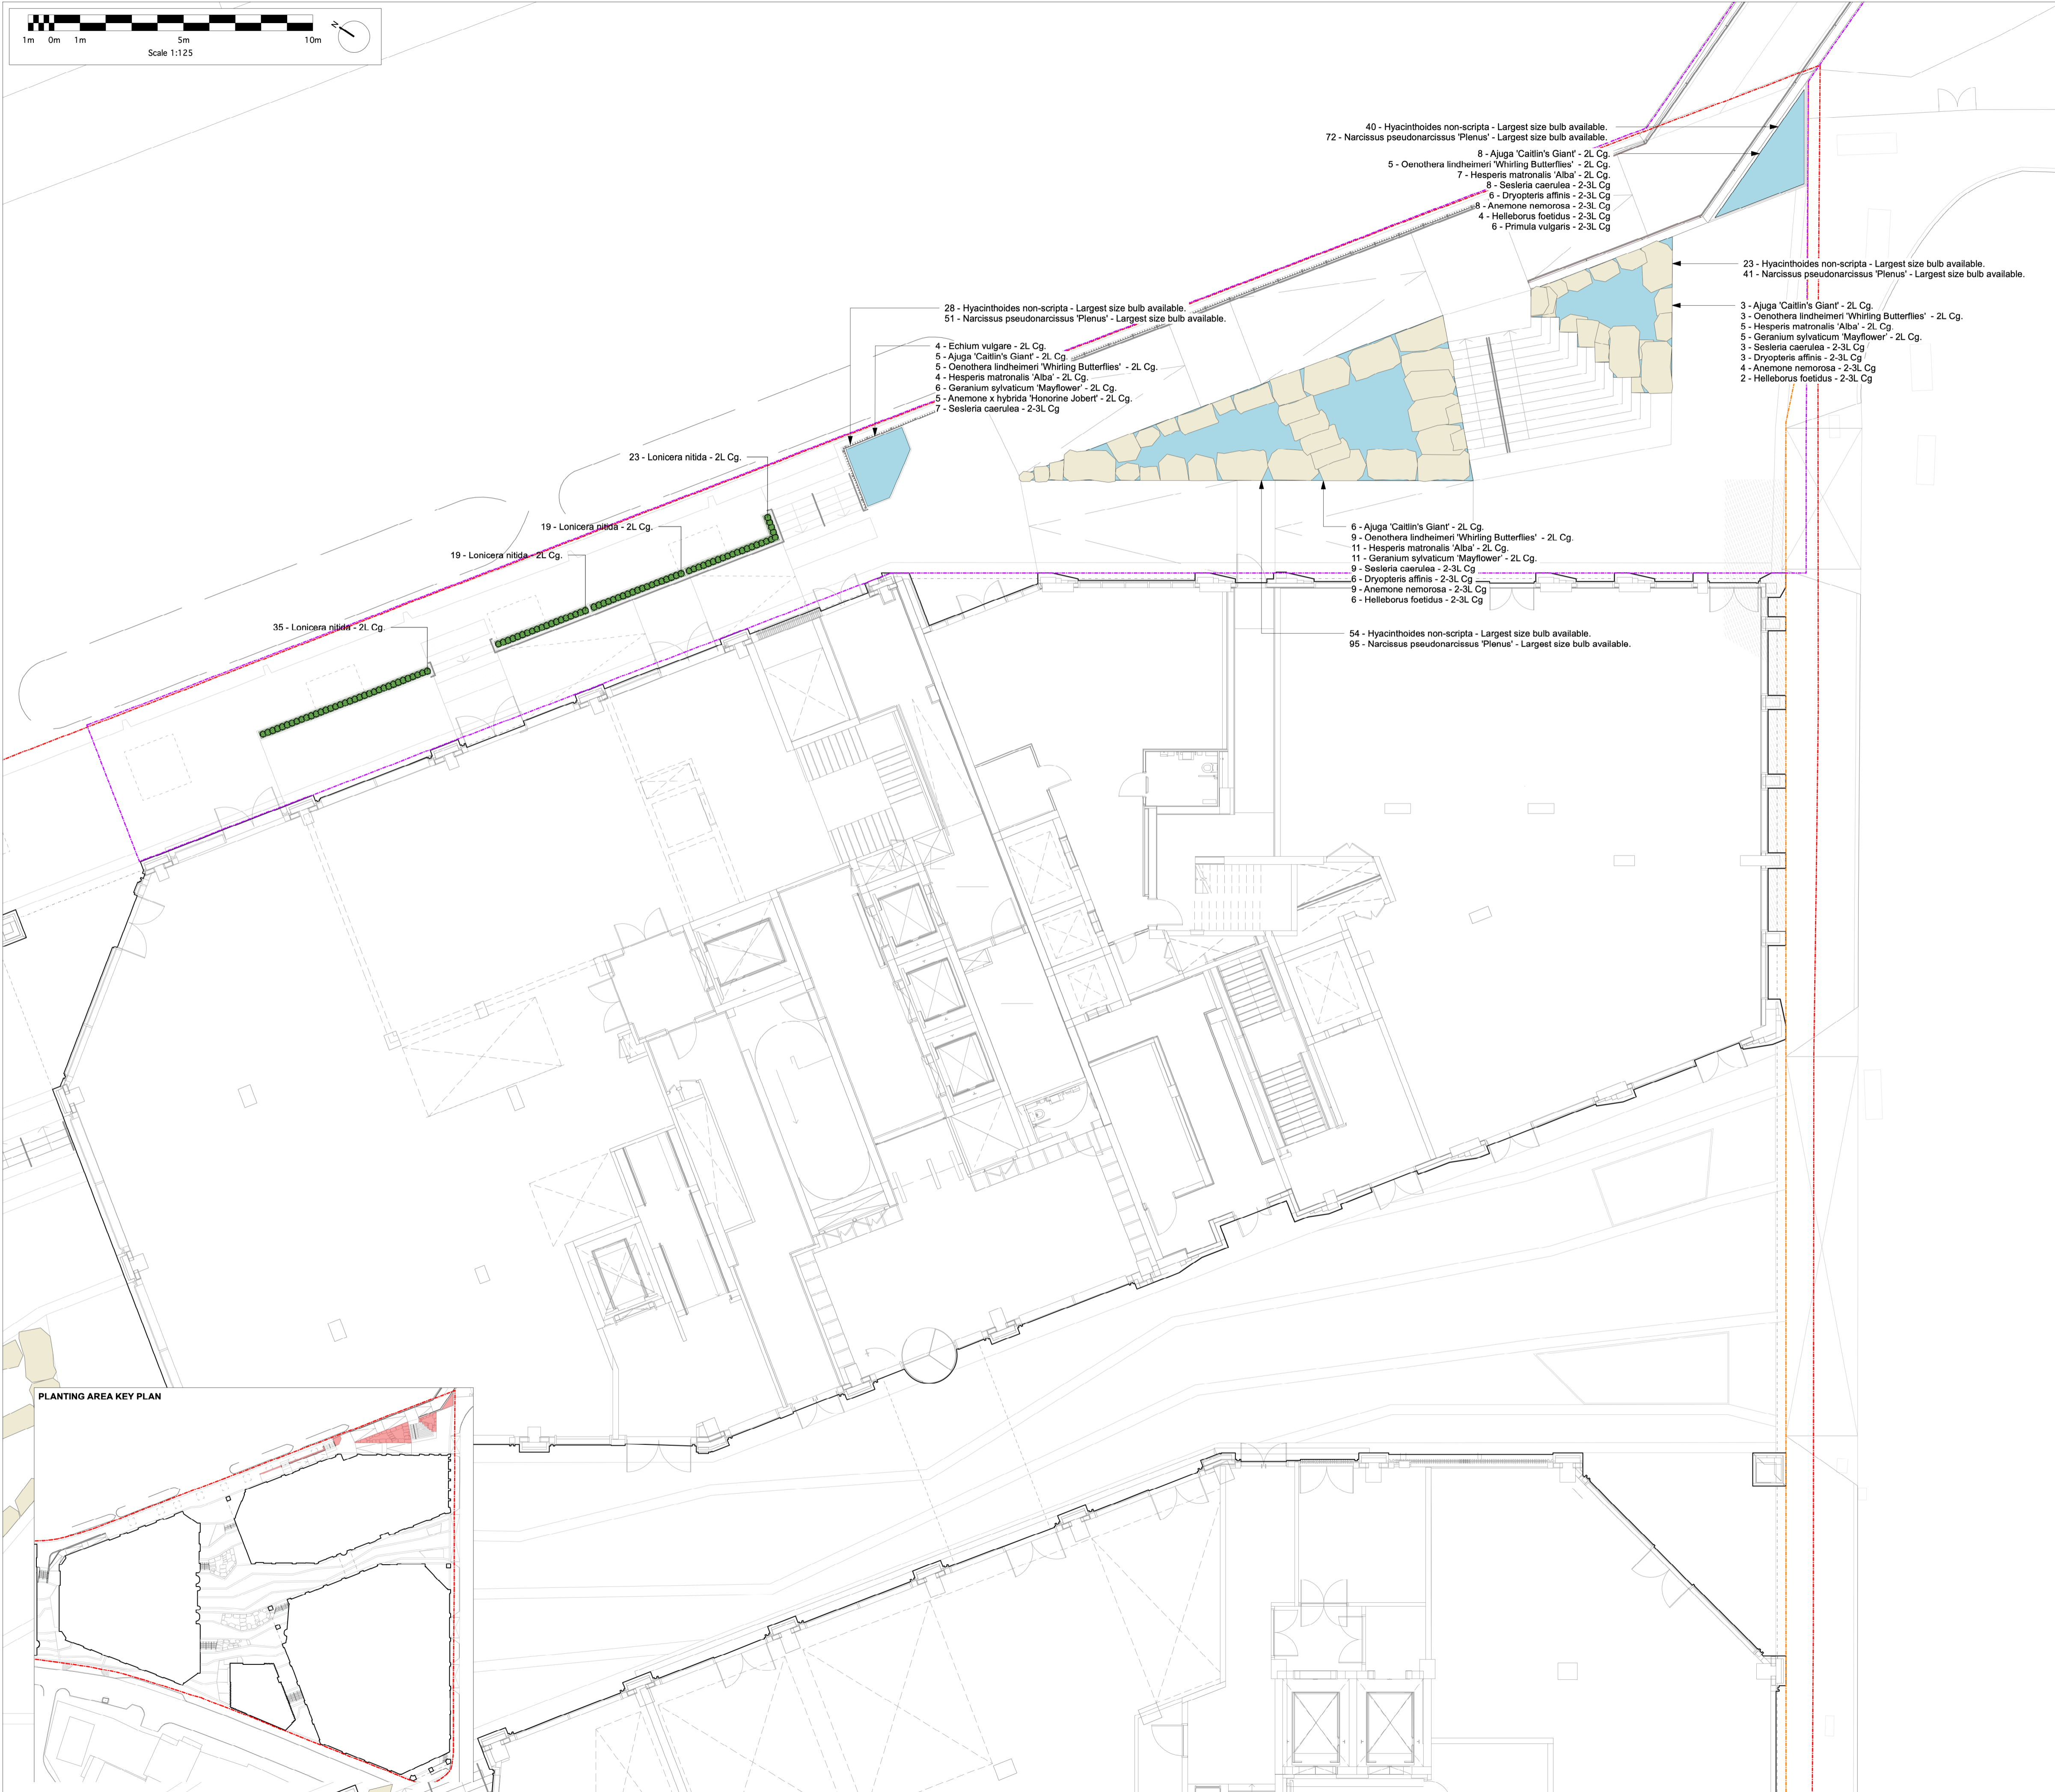 1m 0m 1m 5m 10m
Scale 1:125
N
40 - Hyacinthoides non-scripta - Largest size bulb available.
72 - Narcissus pseudonarcissus 'Plenus' - Largest size bulb available.
8 - Ajuga 'Caitlin's Giant' - 2L Cg.
5 - Oenothera lindheimeri 'Whirling Butterflies' - 2L Cg.
7 - Hesperis matronalis 'Alba' - 2L Cg.
8 - Sesleria caerulea - 2-3L Cg
6 - Dryopteris affinis - 2-3L Cg
8 - Anemone nemorosa - 2-3L Cg
4 - Helleborus foetidus - 2-3L Cg
6 - Primula vulgaris - 2-3L Cg
23 - Hyacinthoides non-scripta - Largest size bulb available.
41 - Narcissus pseudonarcissus 'Plenus' - Largest size bulb available.
3 - Ajuga 'Caitlin's Giant' - 2L Cg.
3 - Oenothera lindheimeri 'Whirling Butterflies' - 2L Cg.
5 - Hesperis matronalis 'Alba' - 2L Cg.
5 - Geranium sylvaticum 'Mayflower' - 2L Cg.
3 - Sesleria caerulea - 2-3L Cg
3 - Dryopteris affinis - 2-3L Cg
4 - Anemone nemorosa - 2-3L Cg
2 - Helleborus foetidus - 2-3L Cg
28 - Hyacinthoides non-scripta - Largest size bulb available.
51 - Narcissus pseudonarcissus 'Plenus' - Largest size bulb available.
4 - Echium vulgare - 2L Cg.
5 - Ajuga 'Caitlin's Giant' - 2L Cg.
5 - Oenothera lindheimeri 'Whirling Butterflies' - 2L Cg.
4 - Hesperis matronalis 'Alba' - 2L Cg.
6 - Geranium sylvaticum 'Mayflower' - 2L Cg.
5 - Anemone x hybrida 'Honorine Jobert' - 2L Cg.
7 - Sesleria caerulea - 2-3L Cg
23 - Lonicera nitida - 2L Cg.
19 - Lonicera nitida - 2L Cg.
19 - Lonicera nitida - 2L Cg.
35 - Lonicera nitida - 2L Cg.
6 - Ajuga 'Caitlin's Giant' - 2L Cg.
9 - Oenothera lindheimeri 'Whirling Butterflies' - 2L Cg.
11 - Hesperis matronalis 'Alba' - 2L Cg.
11 - Geranium sylvaticum 'Mayflower' - 2L Cg.
9 - Sesleria caerulea - 2-3L Cg
6 - Dryopteris affinis - 2-3L Cg
9 - Anemone nemorosa - 2-3L Cg
6 - Helleborus foetidus - 2-3L Cg
54 - Hyacinthoides non-scripta - Largest size bulb available.
95 - Narcissus pseudonarcissus 'Plenus' - Largest size bulb available.
PLANTING AREA KEY PLAN